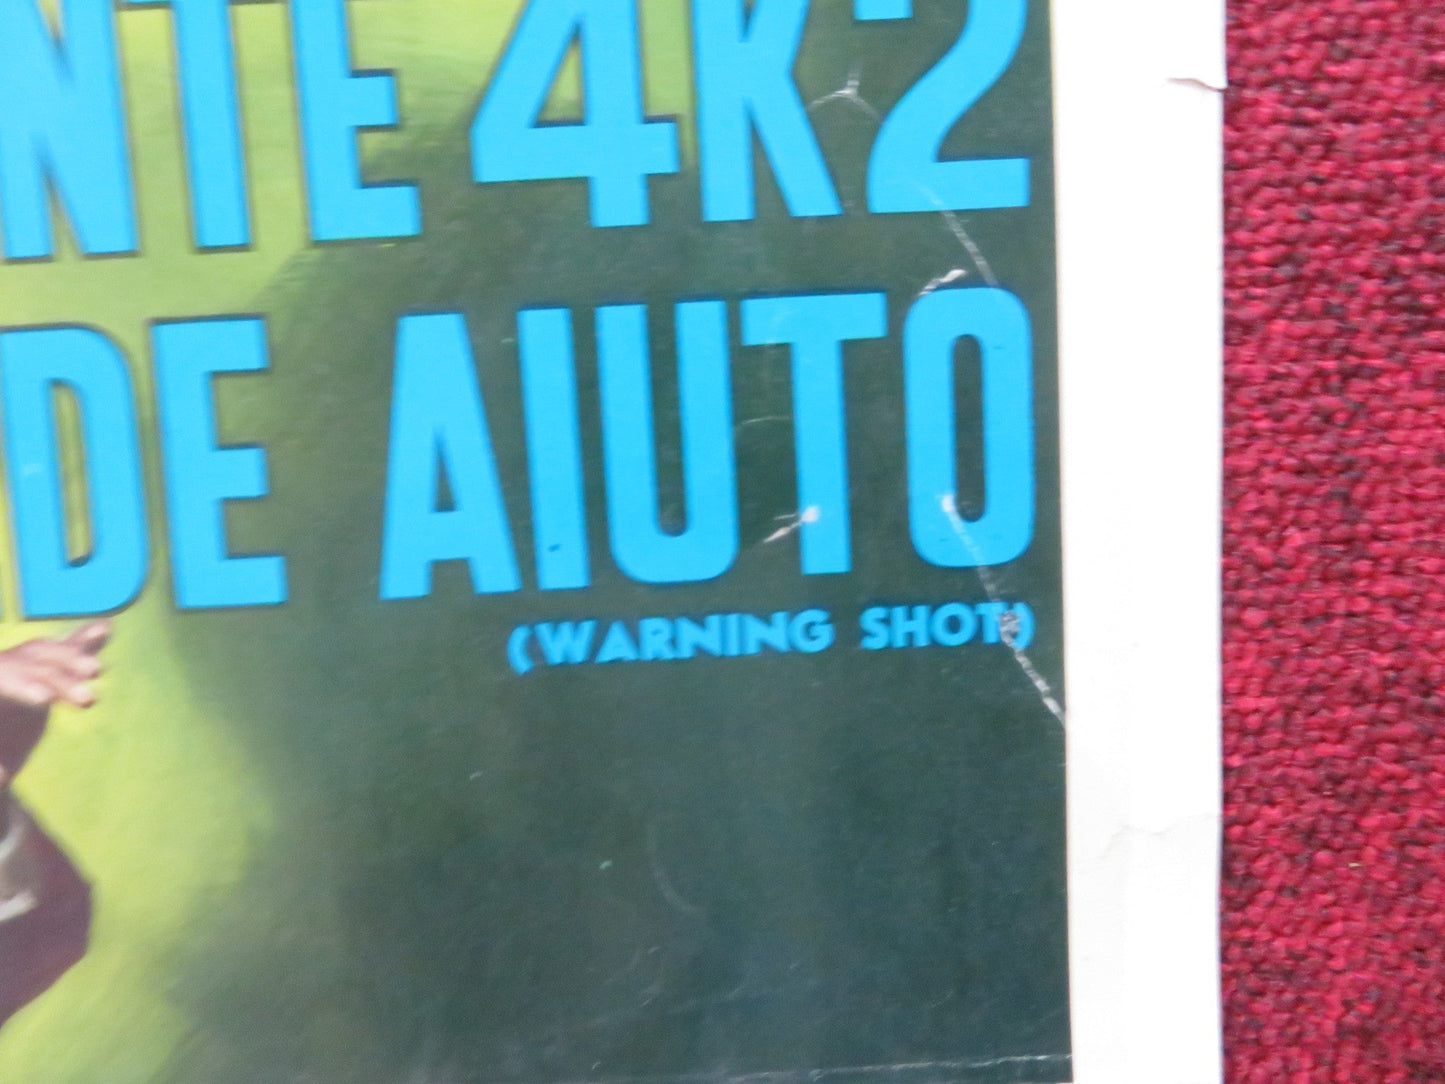 NTE 4K2
DE AIUTO
(WARNING SHOT)